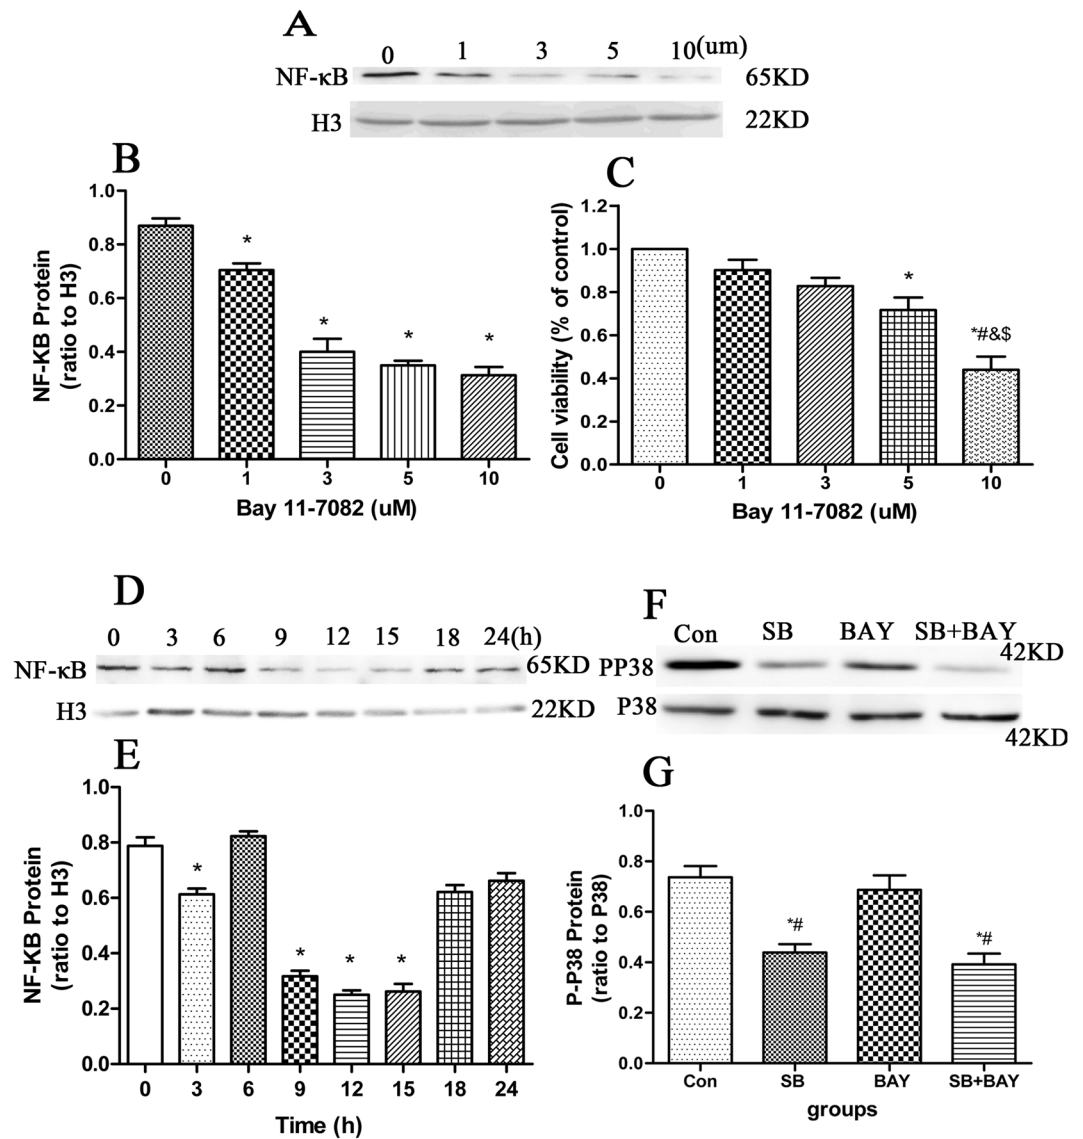 A
0 1 3 5 10(um)
NF-κB 65KD
H3 22KD
B
1.0
0.8
0.6
0.4
0.2
0.0
NF-KB Protein
(ratio to H3)
*
*
*
*
0 1 3 5 10
Bay 11-7082 (uM)
C
1.2
1.0
0.8
0.6
0.4
0.2
0.0
Cell viability (% of control)
*
*#&$
0 1 3 5 10
Bay 11-7082 (uM)
D
0 3 6 9 12 15 18 24(h)
NF-κB 65KD
H3 22KD
E
1.0
0.8
0.6
0.4
0.2
0.0
NF-KB Protein
(ratio to H3)
*
*
*
*
0 3 6 9 12 15 18 24
Time (h)
F
Con SB BAY SB+BAY
PP38 42KD
P38 42KD
G
0.8
1.0
0.6
0.4
0.2
0.0
P-P38 Protein
(ratio to P38)
*#
*#
Con SB BAY SB+BAY
groups